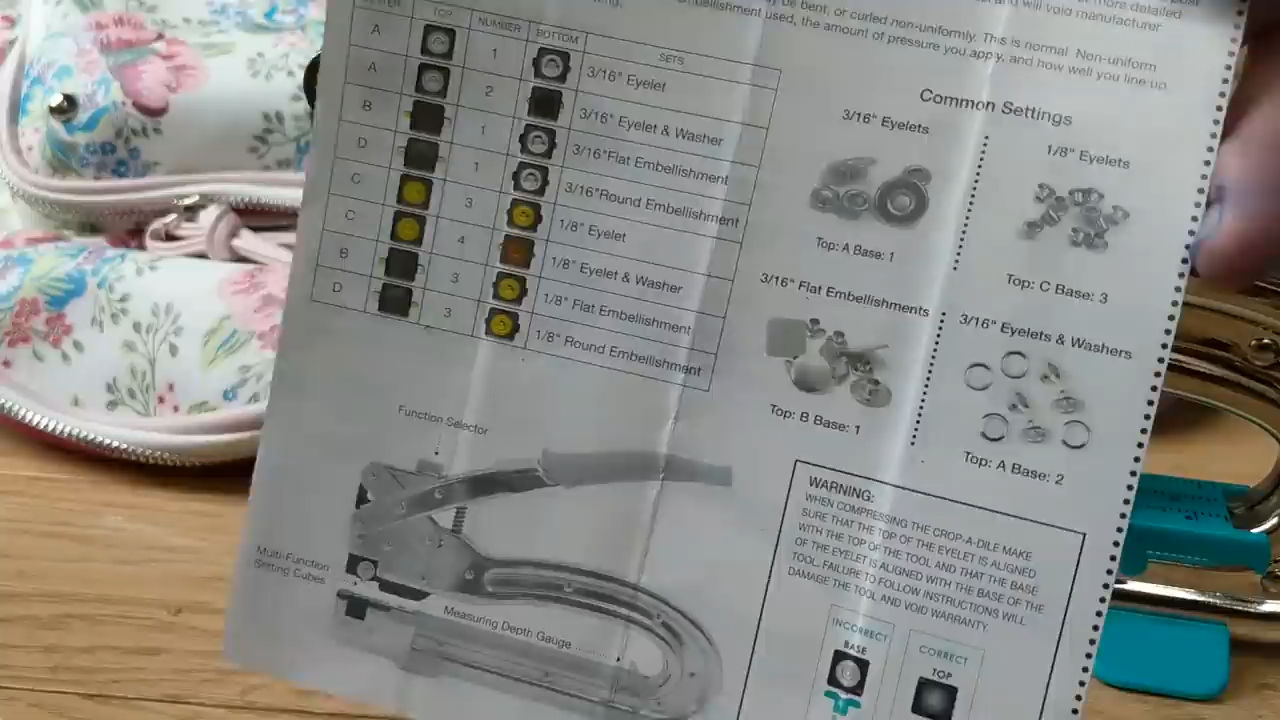 TOP NUMBER BOTTOM SETS
A 1 3/16" Eyelet
A 2 3/16" Eyelet & Washer
B 1 3/16"Flat Embellishment
D 1 3/16"Round Embellishment
C 3 1/8" Eyelet
C 4 1/8" Eyelet & Washer
B 3 1/8" Flat Embellishment
D 3 1/8" Round Embellishment
more detailed
and will void manufacturer
be bent, or curled non-uniformly. This is normal. Non-uniform
embellishment used, the amount of pressure you apply, and how well you line up
Common Settings
3/16" Eyelets
Top: A Base: 1
1/8" Eyelets
Top: C Base: 3
3/16" Flat Embellishments
Top: B Base: 1
3/16" Eyelets & Washers
Top: A Base: 2
Function Selector
Multi-Function
Setting Cubes
Measuring Depth Gauge
WARNING:
WHEN COMPRESSING THE CROP-A-DILE MAKE
SURE THAT THE TOP OF THE EYELET IS ALIGNED
WITH THE TOP OF THE TOOL AND THAT THE BASE
OF THE EYELET IS ALIGNED WITH THE BASE OF THE
TOOL. FAILURE TO FOLLOW INSTRUCTIONS WILL
DAMAGE THE TOOL AND VOID WARRANTY.
INCORRECT
BASE
CORRECT
TOP